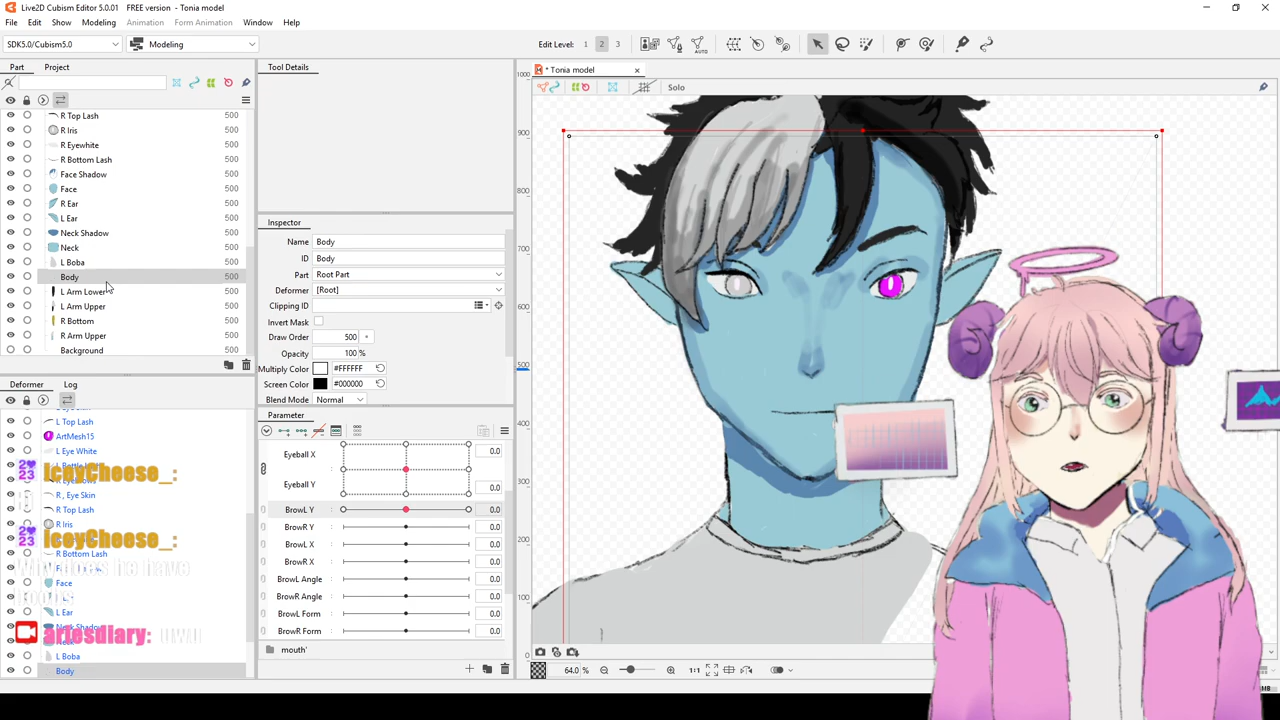 Live2D Cubism Editor 5.0.01 FREE version - Tonia model
File Edit Show Modeling Animation Form Animation Window Help
SDK5.0/Cubism5.0 Modeling Edit Level: 1 2 3
Part Project
Tool Details
* Tonia model
Solo
R Top Lash 500
R Iris 500
R Eyewhite 500
R Bottom Lash 500
Face Shadow 500
Face 500
R Ear 500
L Ear 500
Neck Shadow 500
Neck 500
L Boba 500
Body 500
L Arm Lower 500
L Arm Upper 500
R Bottom 500
R Arm Upper 500
Background 500
Inspector
Name Body
ID Body
Part Root Part
Deformer [Root]
Clipping ID
Invert Mask
Draw Order 500
Opacity 100 %
Multiply Color #FFFFFF
Screen Color #000000
Blend Mode Normal
Deformer Log
L Top Lash
ArtMesh15
L Eye White
icoyCheese_:
R , Eye Skin
R Top Lash
R Iris
icoyCheese_:
R Bottom Lash
Face
L Ear
ariesdiary: UWU
L Boba
Body
Parameter
Eyeball X 0.0
Eyeball Y 0.0
BrowL Y 0.0
BrowR Y 0.0
BrowL X 0.0
BrowR X 0.0
BrowL Angle 0.0
BrowR Angle 0.0
BrowL Form 0.0
BrowR Form 0.0
mouth'
1000
900
800
700
600
500
400
300
200
100
0
64.0 %
1:1